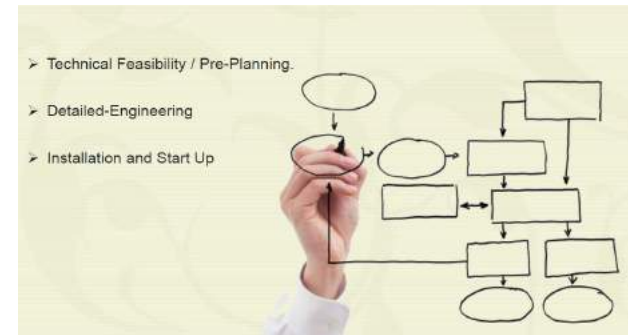 ➢ Technical Feasibility / Pre-Planning.
➢ Detailed-Engineering
➢ Installation and Start Up